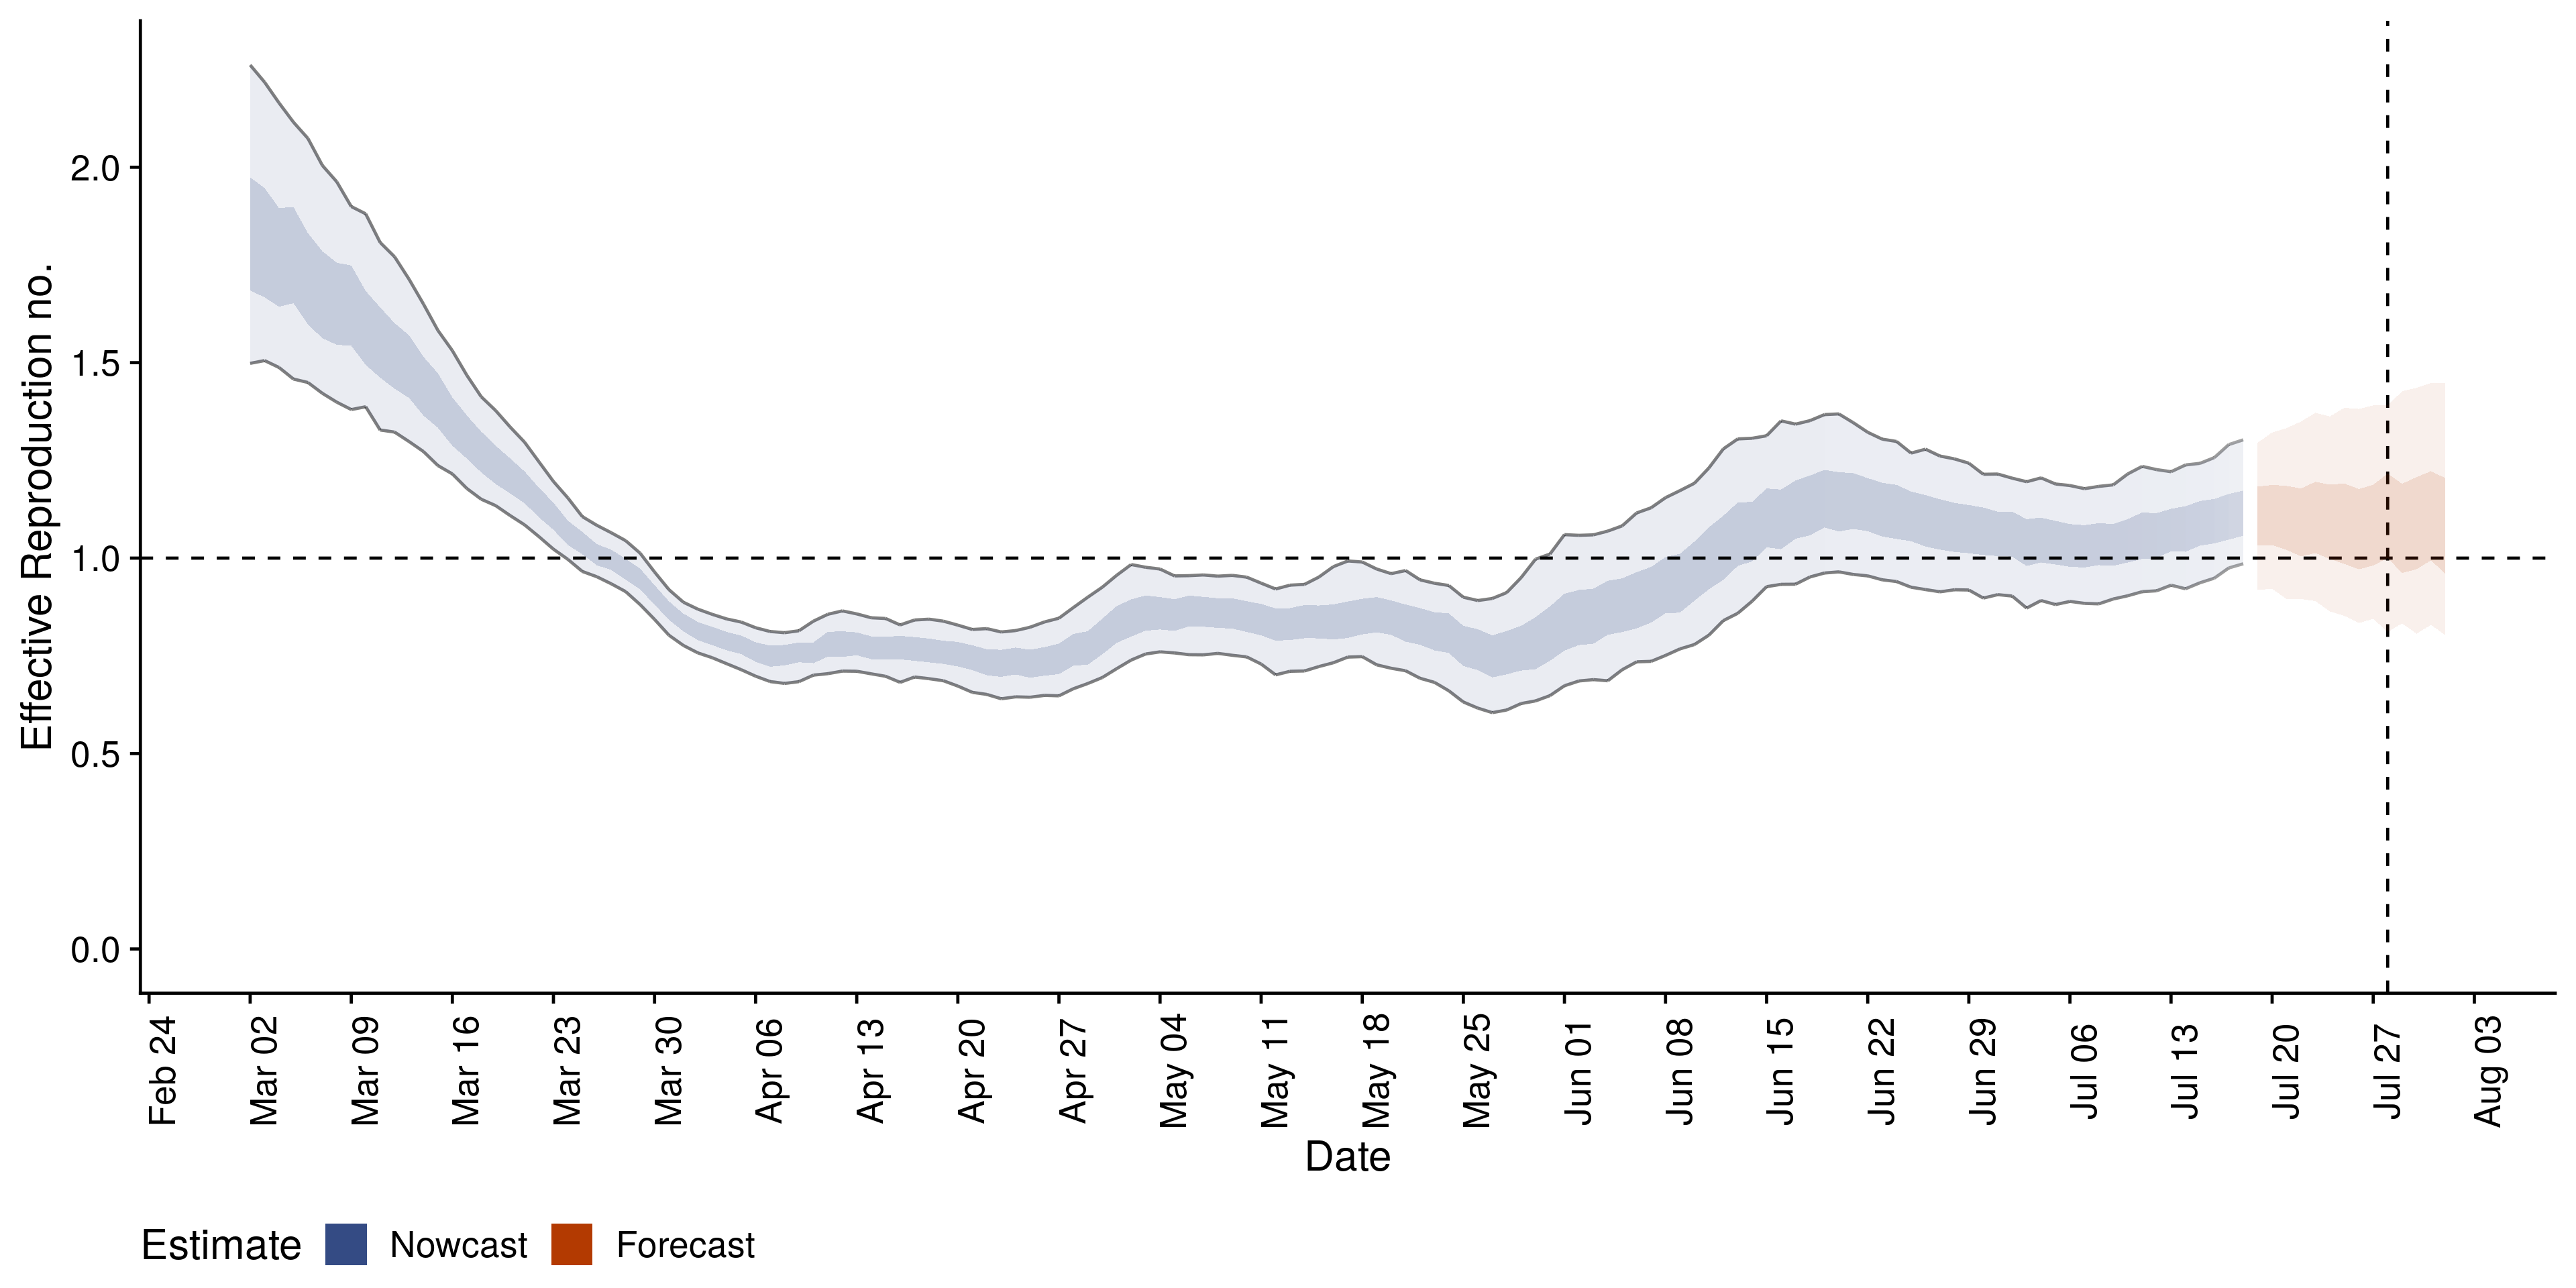 Effective Reproduction no.
2.0
1.5
1.0
0.5
0.0
Feb 24
Mar 02
Mar 09
Mar 16
Mar 23
Mar 30
Apr 06
Apr 13
Apr 20
Apr 27
May 04
May 11
May 18
May 25
Jun 01
Jun 08
Jun 15
Jun 22
Jun 29
Jul 06
Jul 13
Jul 20
Jul 27
Aug 03
Date
Estimate Nowcast Forecast